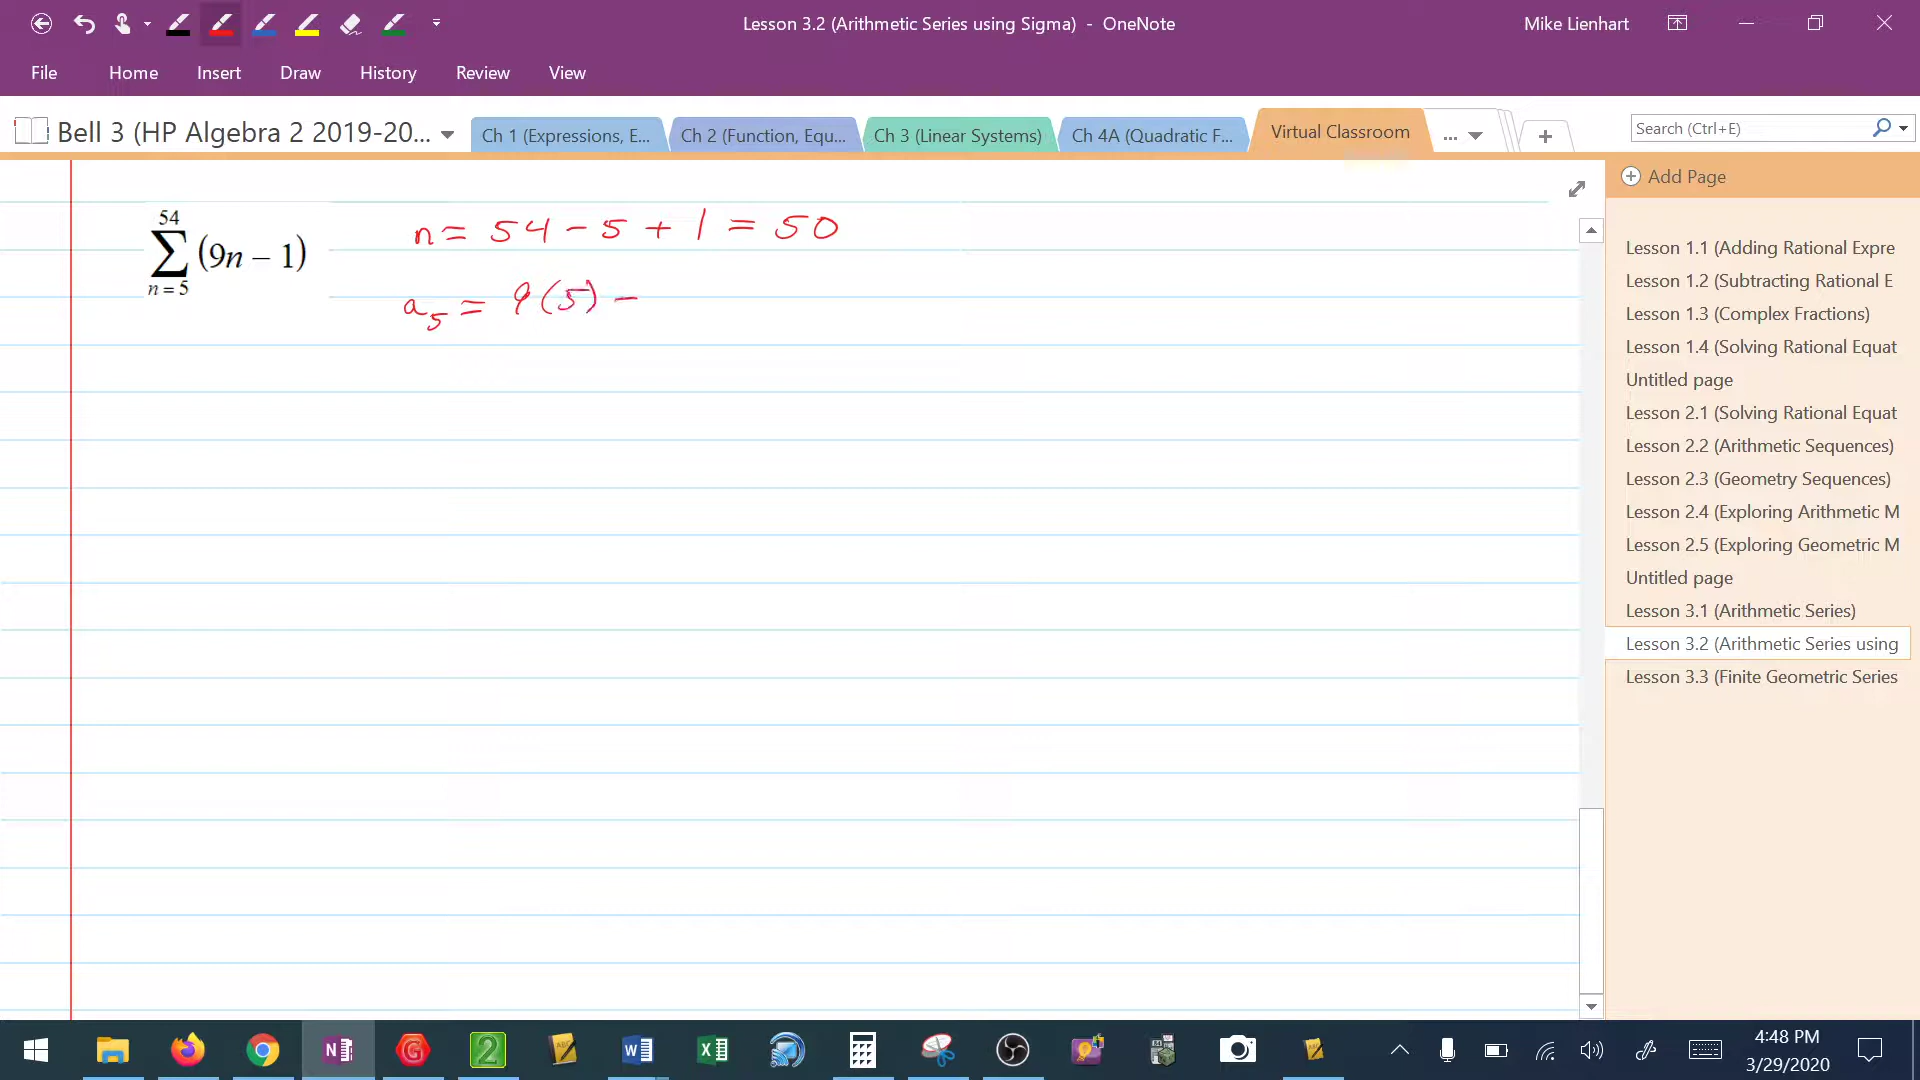 Lesson 3.2 (Arithmetic Series using Sigma) - OneNote
Mike Lienhart
File Home Insert Draw History Review View
Bell 3 (HP Algebra 2 2019-20...
Ch 1 (Expressions, E...
Ch 2 (Function, Equ...
Ch 3 (Linear Systems)
Ch 4A (Quadratic F...
Virtual Classroom
...
Search (Ctrl+E)
Add Page
54
∑ (9n – 1)
n = 5
n = 54 - 5 + 1 = 50
a₅ = 9(5) -
Lesson 1.1 (Adding Rational Expre
Lesson 1.2 (Subtracting Rational E
Lesson 1.3 (Complex Fractions)
Lesson 1.4 (Solving Rational Equat
Untitled page
Lesson 2.1 (Solving Rational Equat
Lesson 2.2 (Arithmetic Sequences)
Lesson 2.3 (Geometry Sequences)
Lesson 2.4 (Exploring Arithmetic M
Lesson 2.5 (Exploring Geometric M
Untitled page
Lesson 3.1 (Arithmetic Series)
Lesson 3.2 (Arithmetic Series using
Lesson 3.3 (Finite Geometric Series
4:48 PM
3/29/2020